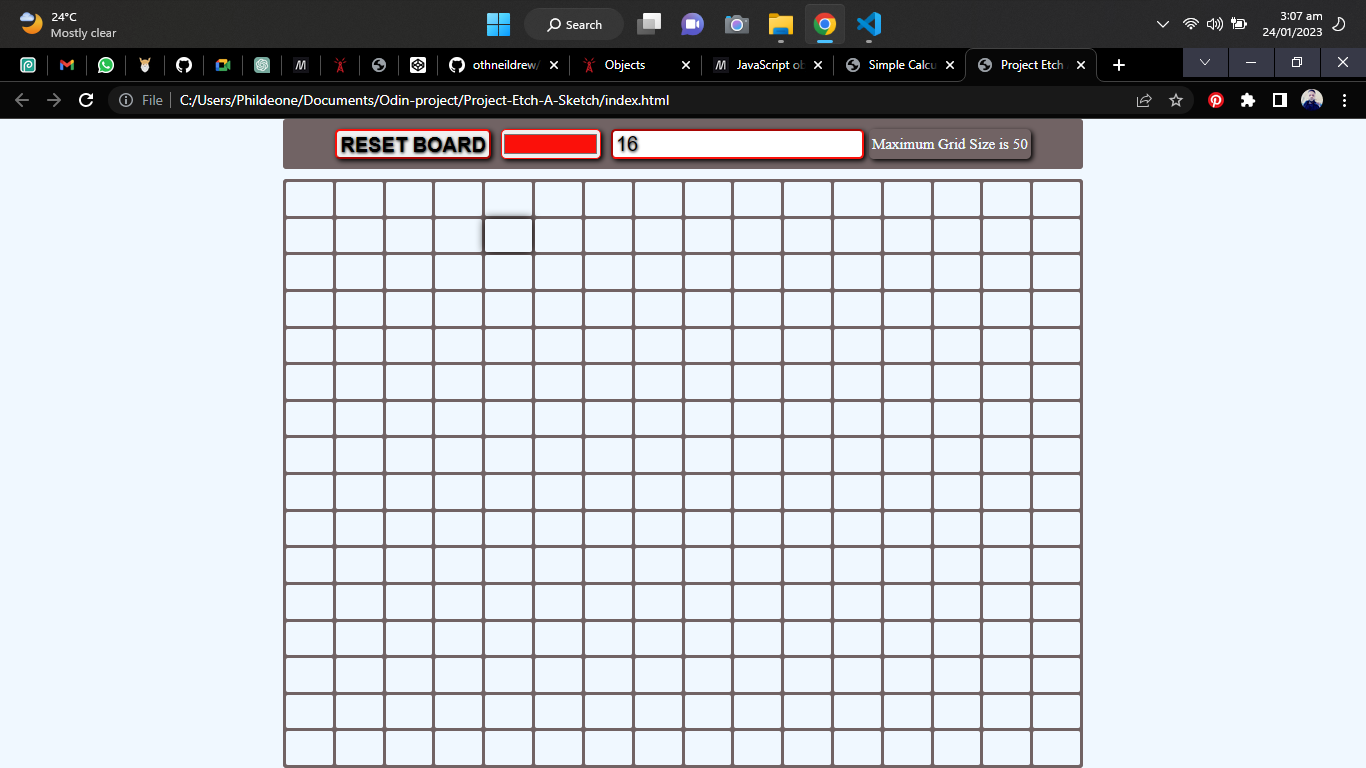 24°C
Mostly clear
Search
3:07 am
24/01/2023
othneildrew/
Objects
JavaScript ob
Simple Calcu
Project Etch
File
C:/Users/Phildeone/Documents/Odin-project/Project-Etch-A-Sketch/index.html
RESET BOARD
16
Maximum Grid Size is 50